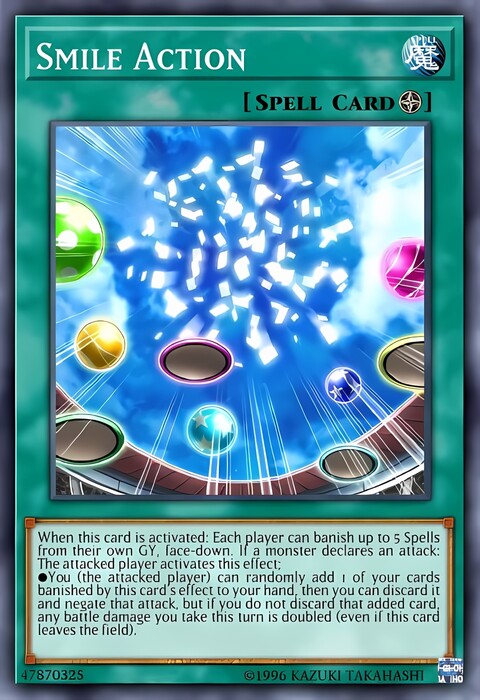 SMILE ACTION
魔
[SPELL CARD]
When this card is activated: Each player can banish up to 5 Spells
from their own GY, face-down. If a monster declares an attack:
The attacked player activates this effect;
●You (the attacked player) can randomly add 1 of your cards
banished by this card's effect to your hand, then you can discard it
and negate that attack, but if you do not discard that added card,
any battle damage you take this turn is doubled (even if this card
leaves the field).
47870325
©1996 KAZUKI TAKAHASHI